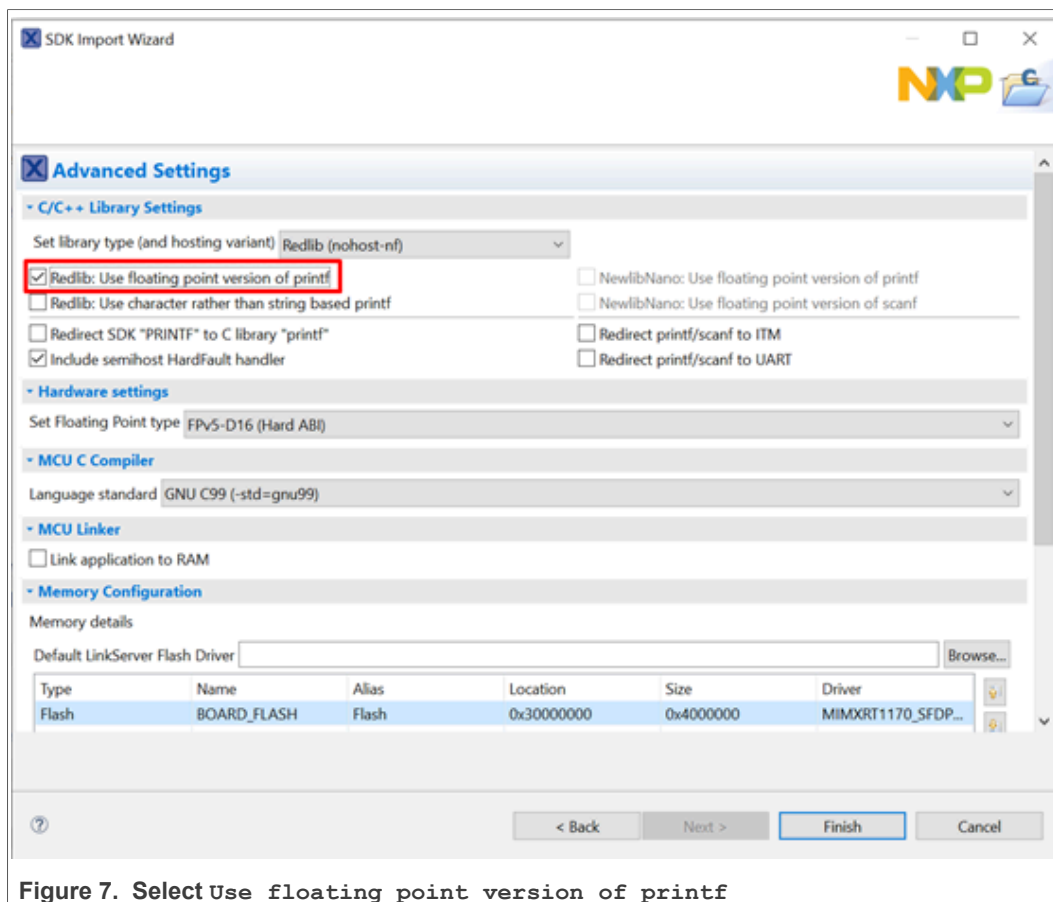 SDK Import Wizard
NXP
Advanced Settings
C/C++ Library Settings
Set library type (and hosting variant) Redlib (nohost-nf)
Redlib: Use floating point version of printf NewlibNano: Use floating point version of printf
Redlib: Use character rather than string based printf NewlibNano: Use floating point version of scanf
Redirect SDK "PRINTF" to C library "printf" Redirect printf/scanf to ITM
Include semihost HardFault handler Redirect printf/scanf to UART
Hardware settings
Set Floating Point type FPv5-D16 (Hard ABI)
MCU C Compiler
Language standard GNU C99 (-std=gnu99)
MCU Linker
Link application to RAM
Memory Configuration
Memory details
Default LinkServer Flash Driver Browse...
Type Name Alias Location Size Driver
Flash BOARD_FLASH Flash 0x30000000 0x4000000 MIMXRT1170_SFDP...
< Back Next > Finish Cancel
Figure 7. Select Use floating point version of printf